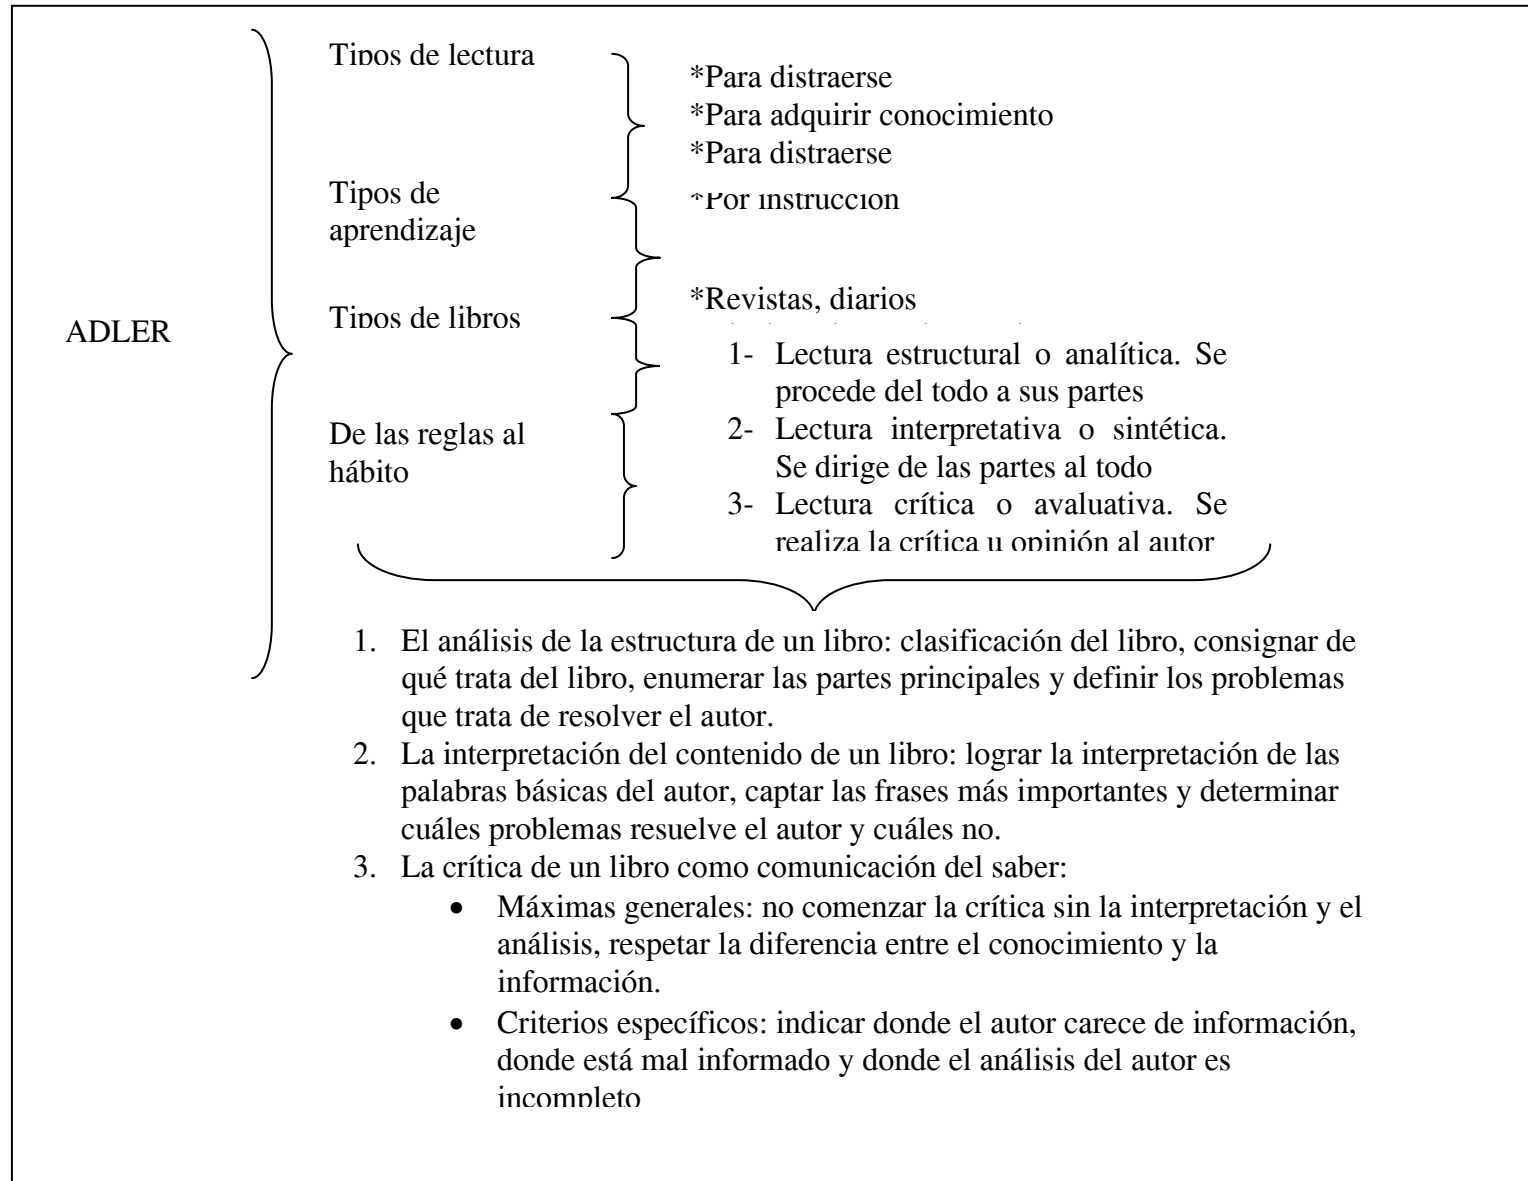 Tipos de lectura
*Para distraerse
*Para adquirir conocimiento
*Para distraerse
Tipos de
aprendizaje
*Por instrucción
Tipos de libros
*Revistas, diarios
ADLER
1- Lectura estructural o analítica. Se
procede del todo a sus partes
2- Lectura interpretativa o sintética.
Se dirige de las partes al todo
3- Lectura crítica o avaluativa. Se
realiza la crítica u opinión al autor
De las reglas al
hábito
1. El análisis de la estructura de un libro: clasificación del libro, consignar de
qué trata del libro, enumerar las partes principales y definir los problemas
que trata de resolver el autor.
2. La interpretación del contenido de un libro: lograr la interpretación de las
palabras básicas del autor, captar las frases más importantes y determinar
cuáles problemas resuelve el autor y cuáles no.
3. La crítica de un libro como comunicación del saber:
• Máximas generales: no comenzar la crítica sin la interpretación y el
análisis, respetar la diferencia entre el conocimiento y la
información.
• Criterios específicos: indicar donde el autor carece de información,
donde está mal informado y donde el análisis del autor es
incompleto